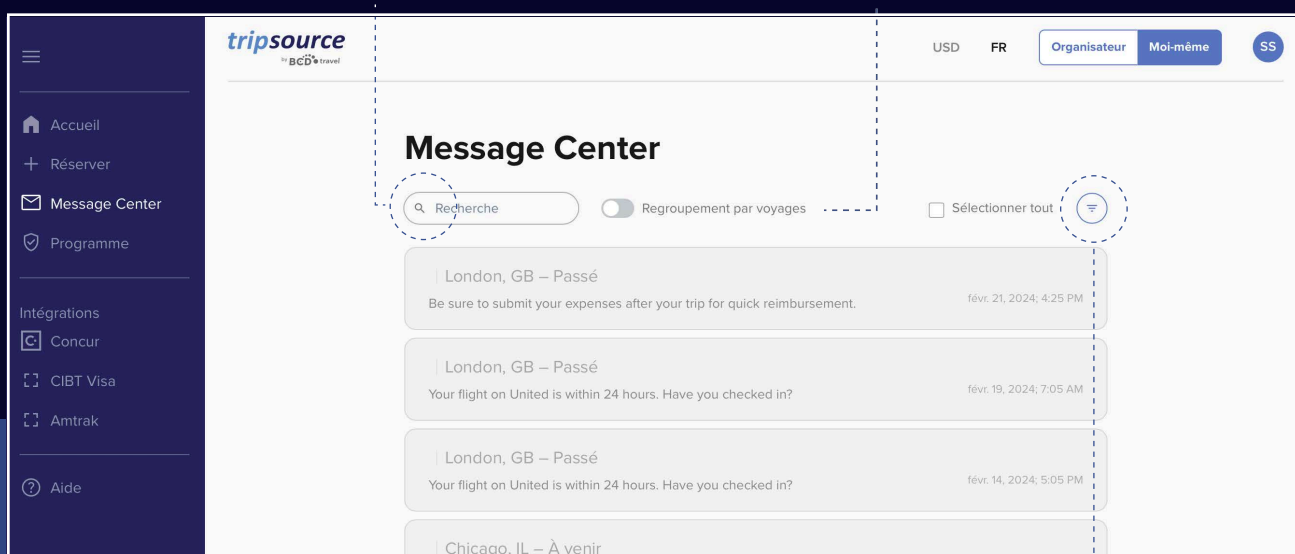 tripsource
by BCD travel
USD FR Organisateur Moi-même SS
Accueil
Réserver
Message Center
Programme
Intégrations
C. Concur
CIBT Visa
Amtrak
? Aide
Message Center
Recherche Regroupement par voyages Sélectionner tout
London, GB – Passé
Be sure to submit your expenses after your trip for quick reimbursement. févr. 21, 2024; 4:25 PM
London, GB – Passé
Your flight on United is within 24 hours. Have you checked in? févr. 19, 2024; 7:05 AM
London, GB – Passé
Your flight on United is within 24 hours. Have you checked in? févr. 14, 2024; 5:05 PM
Chicago, IL – À venir